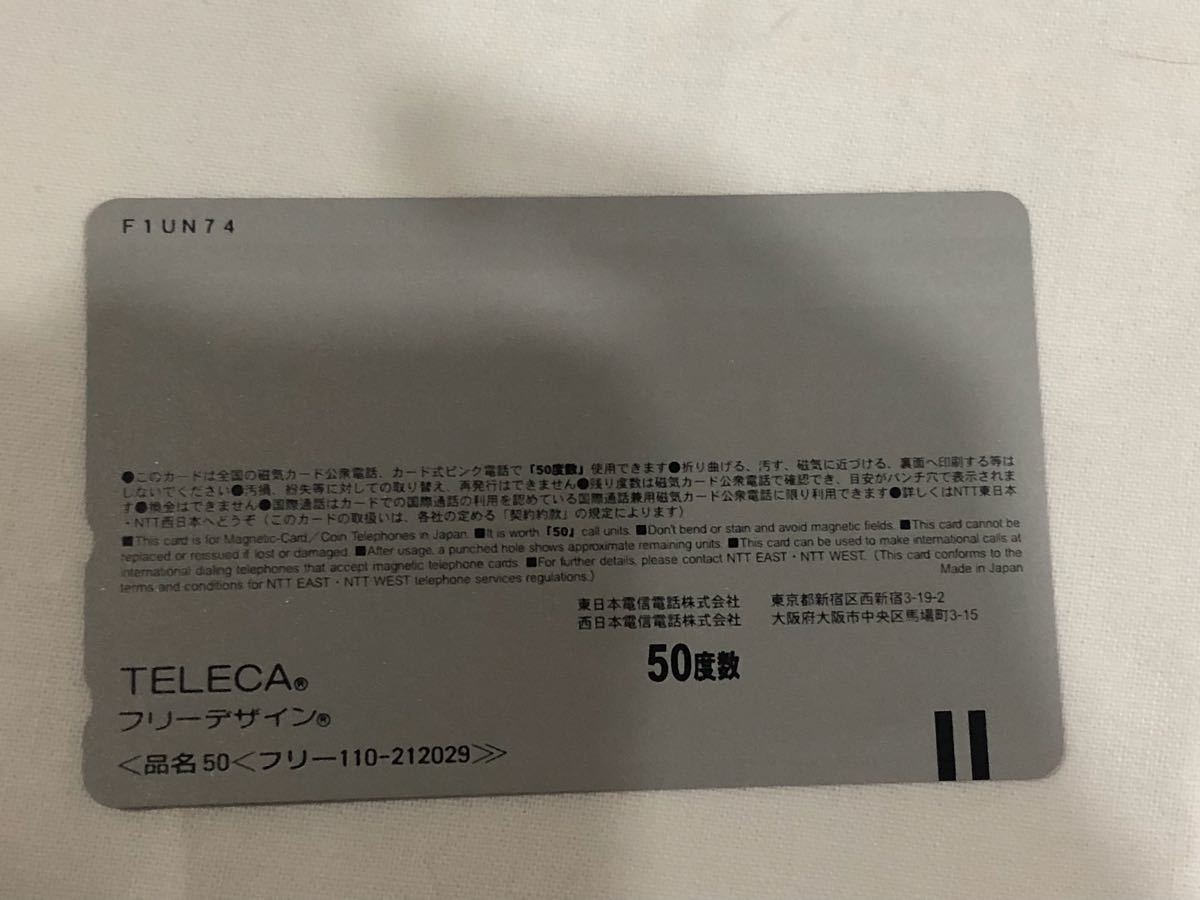 F1UN74
●このカードは全国の磁気カード公衆電話、カード式ピンク電話で「50度数」使用できます●折り曲げる、汚す、磁気に近づける、裏面へ印刷する等は
しないでください●汚損、紛失等に対しての取り替え、再発行はできません●残り度数は磁気カード公衆電話で確認でき、目安がパンチ穴で表示されま
す●換金はできません●国際通話はカードでの国際通話の利用を認めている国際通話兼用磁気カード公衆電話に限り利用できます●詳しくはNTT東日本
・NTT西日本へどうぞ（このカードの取扱いは、各社の定める「契約約款」の規定によります）
■This card is for Magnetic-Card／Coin Telephones in Japan. ■It is worth「50」call units. ■Don't bend or stain and avoid magnetic fields. ■This card cannot be
replaced or reissued if lost or damaged. ■After usage, a punched hole shows approximate remaining units. ■This card can be used to make international calls at
international dialing telephones that accept magnetic telephone cards. ■For further details, please contact NTT EAST・NTT WEST. (This card conforms to the
terms and conditions for NTT EAST・NTT WEST telephone services regulations.)
Made in Japan
東日本電信電話株式会社 東京都新宿区西新宿3-19-2
西日本電信電話株式会社 大阪府大阪市中央区馬場町3-15
50度数
TELECA®
フリーデザイン®
＜品名50＜フリー110-212029≫